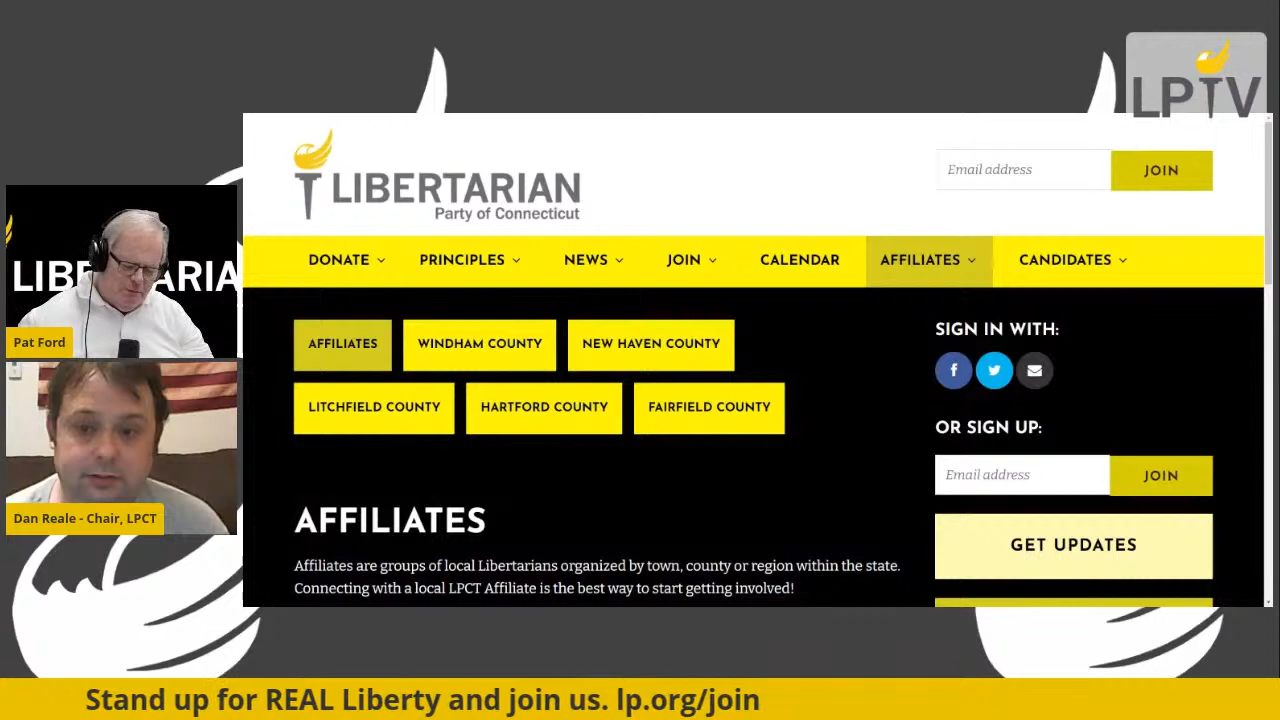 LPTV
LIBERTARIAN
Party of Connecticut
Email address
JOIN
DONATE
PRINCIPLES
NEWS
JOIN
CALENDAR
AFFILIATES
CANDIDATES
LIBE ARIA
Pat Ford
Dan Reale - Chair, LPCT
AFFILIATES
WINDHAM COUNTY
NEW HAVEN COUNTY
LITCHFIELD COUNTY
HARTFORD COUNTY
FAIRFIELD COUNTY
SIGN IN WITH:
OR SIGN UP:
Email address
JOIN
GET UPDATES
AFFILIATES
Affiliates are groups of local Libertarians organized by town, county or region within the state.
Connecting with a local LPCT Affiliate is the best way to start getting involved!
Stand up for REAL Liberty and join us. lp.org/join